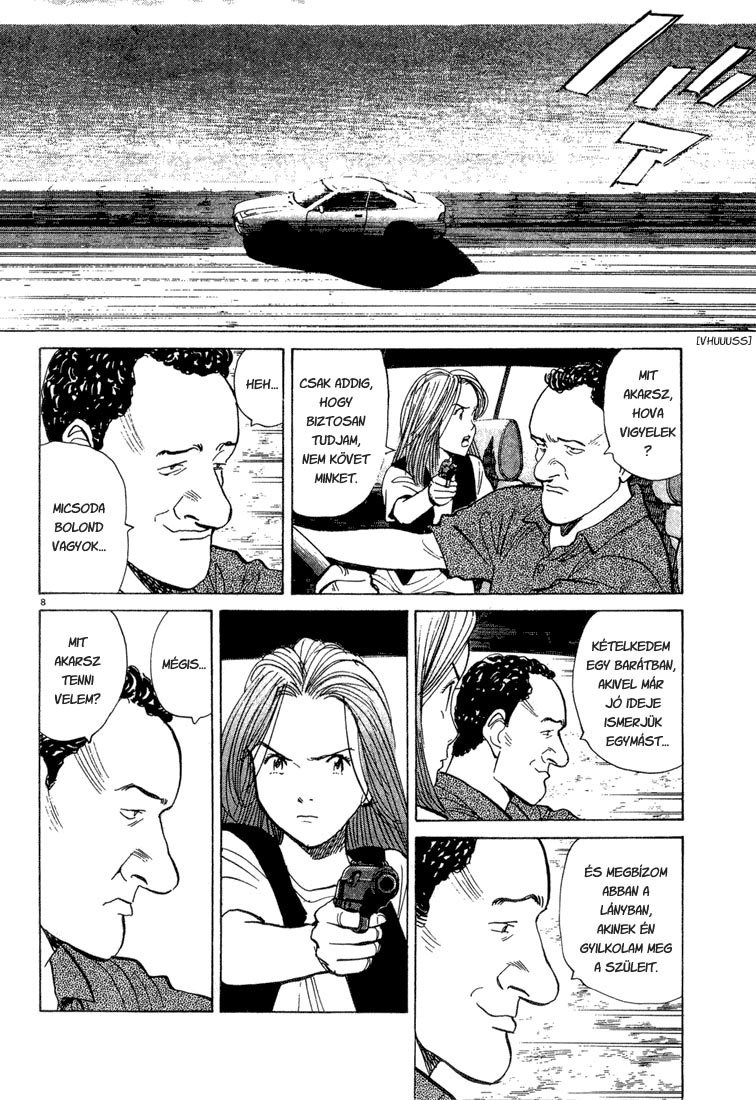 [VHUUUSS]
MIT
AKARSZ,
HOVA
VIGYELEK
?
CSAK ADDIG,
HOGY
BIZTOSAN
TUDJAM,
NEM KÖVET
MINKET.
HEH...
MICSODA
BOLOND
VAGYOK...
8
KÉTELKEDEM
EGY BARÁTBAN,
AKIVEL MÁR
JÓ IDEJE
ISMERJÜK
EGYMÁST...
ÉS MEGBÍZOM
ABBAN A
LÁNYBAN,
AKINEK ÉN
GYILKOLAM MEG
A SZÜLEIT.
MÉGIS...
MIT
AKARSZ
TENNI
VELEM?